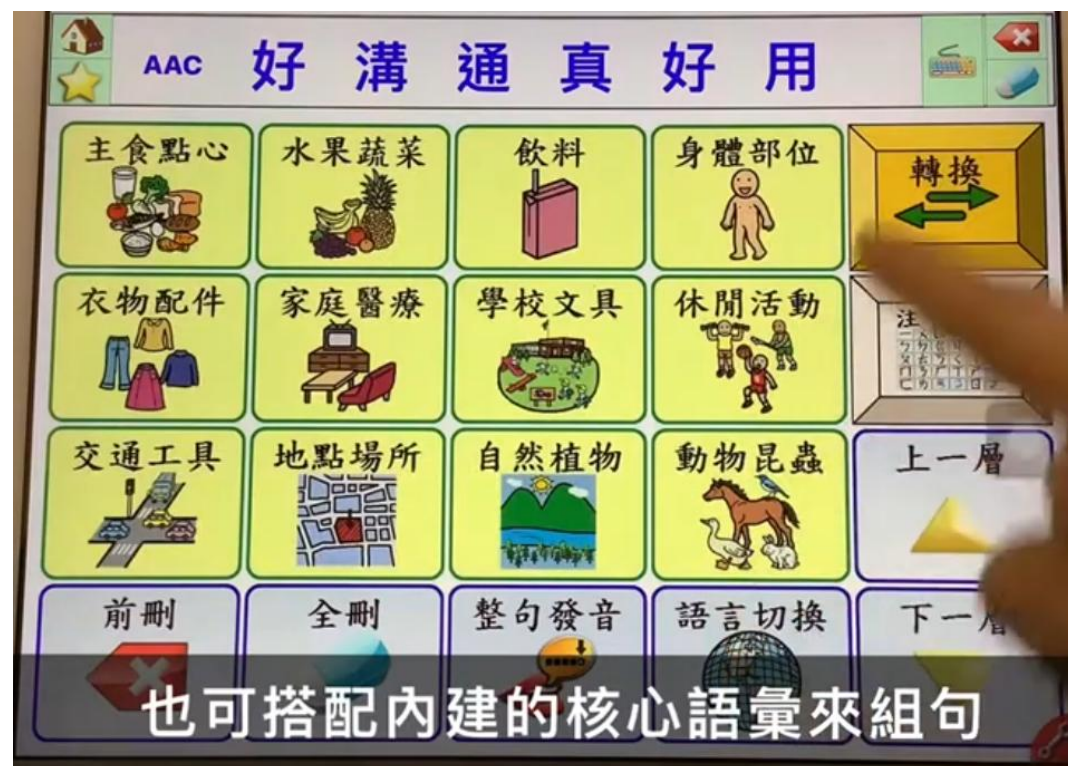 AAC 好溝通真好用
主食點心 水果蔬菜 飲料 身體部位 轉換
衣物配件 家庭醫療 學校文具 休閒活動 注
交通工具 地點場所 自然植物 動物昆蟲 上一層
前刪 全刪 整句發音 語言切換 下一層
也可搭配內建的核心語彙來組句